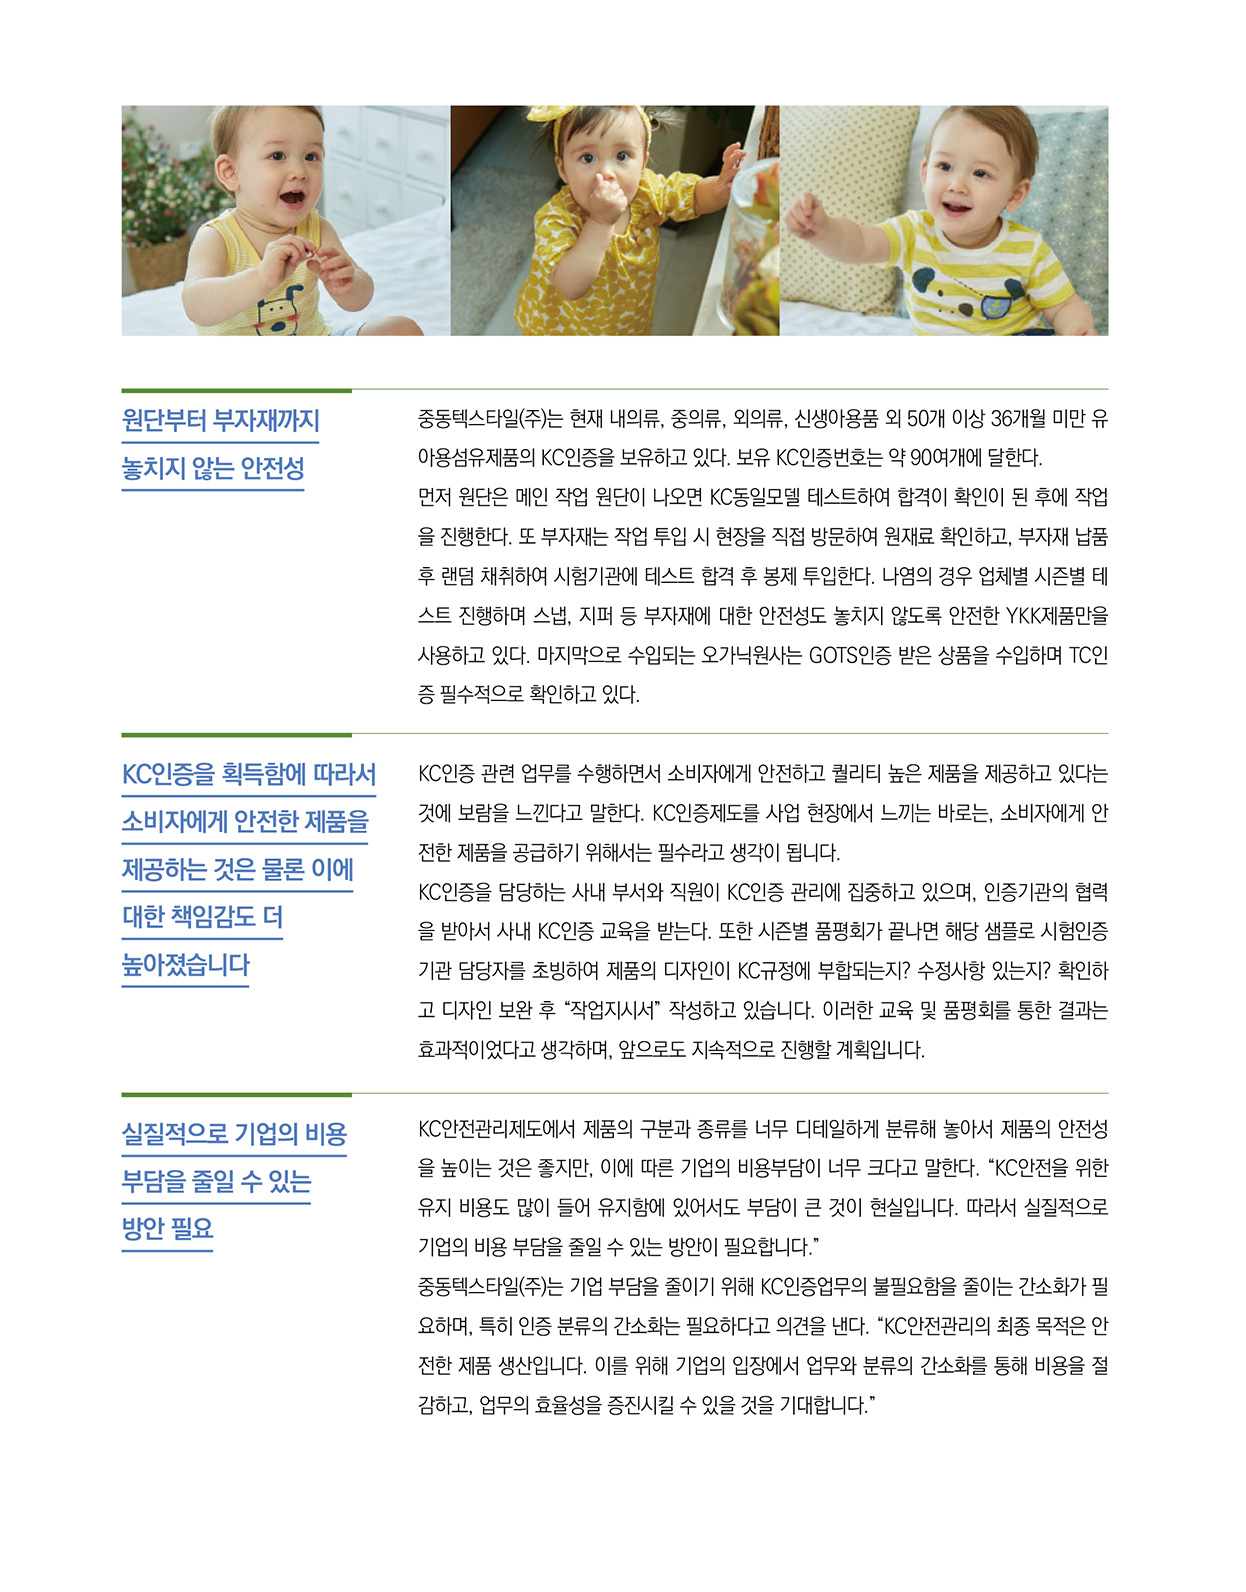 원단부터 부자재까지
놓치지 않는 안전성
중동텍스타일(주)는 현재 내의류, 중의류, 외의류, 신생아용품 외 50개 이상 36개월 미만 유
아용섬유제품의 KC인증을 보유하고 있다. 보유 KC인증번호는 약 90여개에 달한다.
먼저 원단은 메인 작업 원단이 나오면 KC동일모델 테스트하여 합격이 확인이 된 후에 작업
을 진행한다. 또 부자재는 작업 투입 시 현장을 직접 방문하여 원재료 확인하고, 부자재 납품
후 랜덤 채취하여 시험기관에 테스트 합격 후 봉제 투입한다. 나염의 경우 업체별 시즌별 테
스트 진행하며 스냅, 지퍼 등 부자재에 대한 안전성도 놓치지 않도록 안전한 YKK제품만을
사용하고 있다. 마지막으로 수입되는 오가닉원사는 GOTS인증 받은 상품을 수입하며 TC인
증 필수적으로 확인하고 있다.
KC인증을 획득함에 따라서
소비자에게 안전한 제품을
제공하는 것은 물론 이에
대한 책임감도 더
높아졌습니다
KC인증 관련 업무를 수행하면서 소비자에게 안전하고 퀄리티 높은 제품을 제공하고 있다는
것에 보람을 느낀다고 말한다. KC인증제도를 사업 현장에서 느끼는 바로는, 소비자에게 안
전한 제품을 공급하기 위해서는 필수라고 생각이 됩니다.
KC인증을 담당하는 사내 부서와 직원이 KC인증 관리에 집중하고 있으며, 인증기관의 협력
을 받아서 사내 KC인증 교육을 받는다. 또한 시즌별 품평회가 끝나면 해당 샘플로 시험인증
기관 담당자를 초빙하여 제품의 디자인이 KC규정에 부합되는지? 수정사항 있는지? 확인하
고 디자인 보완 후 “작업지시서” 작성하고 있습니다. 이러한 교육 및 품평회를 통한 결과는
효과적이었다고 생각하며, 앞으로도 지속적으로 진행할 계획입니다.
실질적으로 기업의 비용
부담을 줄일 수 있는
방안 필요
KC안전관리제도에서 제품의 구분과 종류를 너무 디테일하게 분류해 놓아서 제품의 안전성
을 높이는 것은 좋지만, 이에 따른 기업의 비용부담이 너무 크다고 말한다. “KC안전을 위한
유지 비용도 많이 들어 유지함에 있어서도 부담이 큰 것이 현실입니다. 따라서 실질적으로
기업의 비용 부담을 줄일 수 있는 방안이 필요합니다.”
중동텍스타일(주)는 기업 부담을 줄이기 위해 KC인증업무의 불필요함을 줄이는 간소화가 필
요하며, 특히 인증 분류의 간소화는 필요하다고 의견을 낸다. “KC안전관리의 최종 목적은 안
전한 제품 생산입니다. 이를 위해 기업의 입장에서 업무와 분류의 간소화를 통해 비용을 절
감하고, 업무의 효율성을 증진시킬 수 있을 것을 기대합니다.”